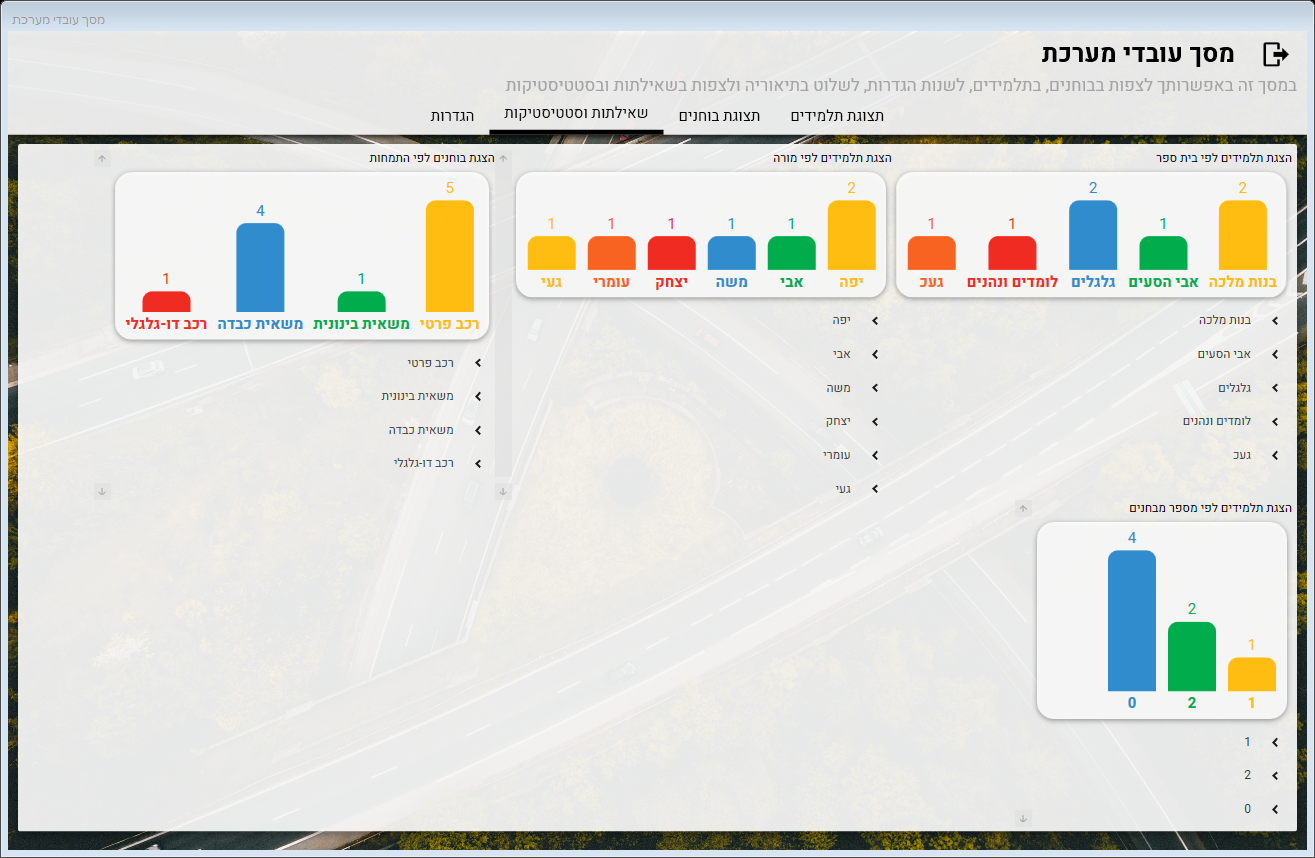 מסך עובדי מערכת
מסך עובדי מערכת
במסך זה באפשרותך לצפות בבוחנים, בתלמידים, לשנות הגדרות, לשלוט בתיאוריה ולצפות בשאילתות ובסטטיסטיקות
תצוגת תלמידים תצוגת בוחנים שאילתות וסטטיסטיקות הגדרות
הצגת תלמידים לפי בית ספר
2 1 2 1 1
בנות מלכה אבי הסעים גלגלים לומדים ונהנים געכ
בנות מלכה
אבי הסעים
גלגלים
לומדים ונהנים
געכ
הצגת תלמידים לפי מורה
2 1 1 1 1 1
יפה אבי משה יצחק עומרי געי
יפה
אבי
משה
יצחק
עומרי
געי
הצגת בוחנים לפי התמחות
5 1 4 1
רכב פרטי משאית בינונית משאית כבדה רכב דו-גלגלי
רכב פרטי
משאית בינונית
משאית כבדה
רכב דו-גלגלי
הצגת תלמידים לפי מספר מבחנים
1 2 4
1 2 0
1
2
0